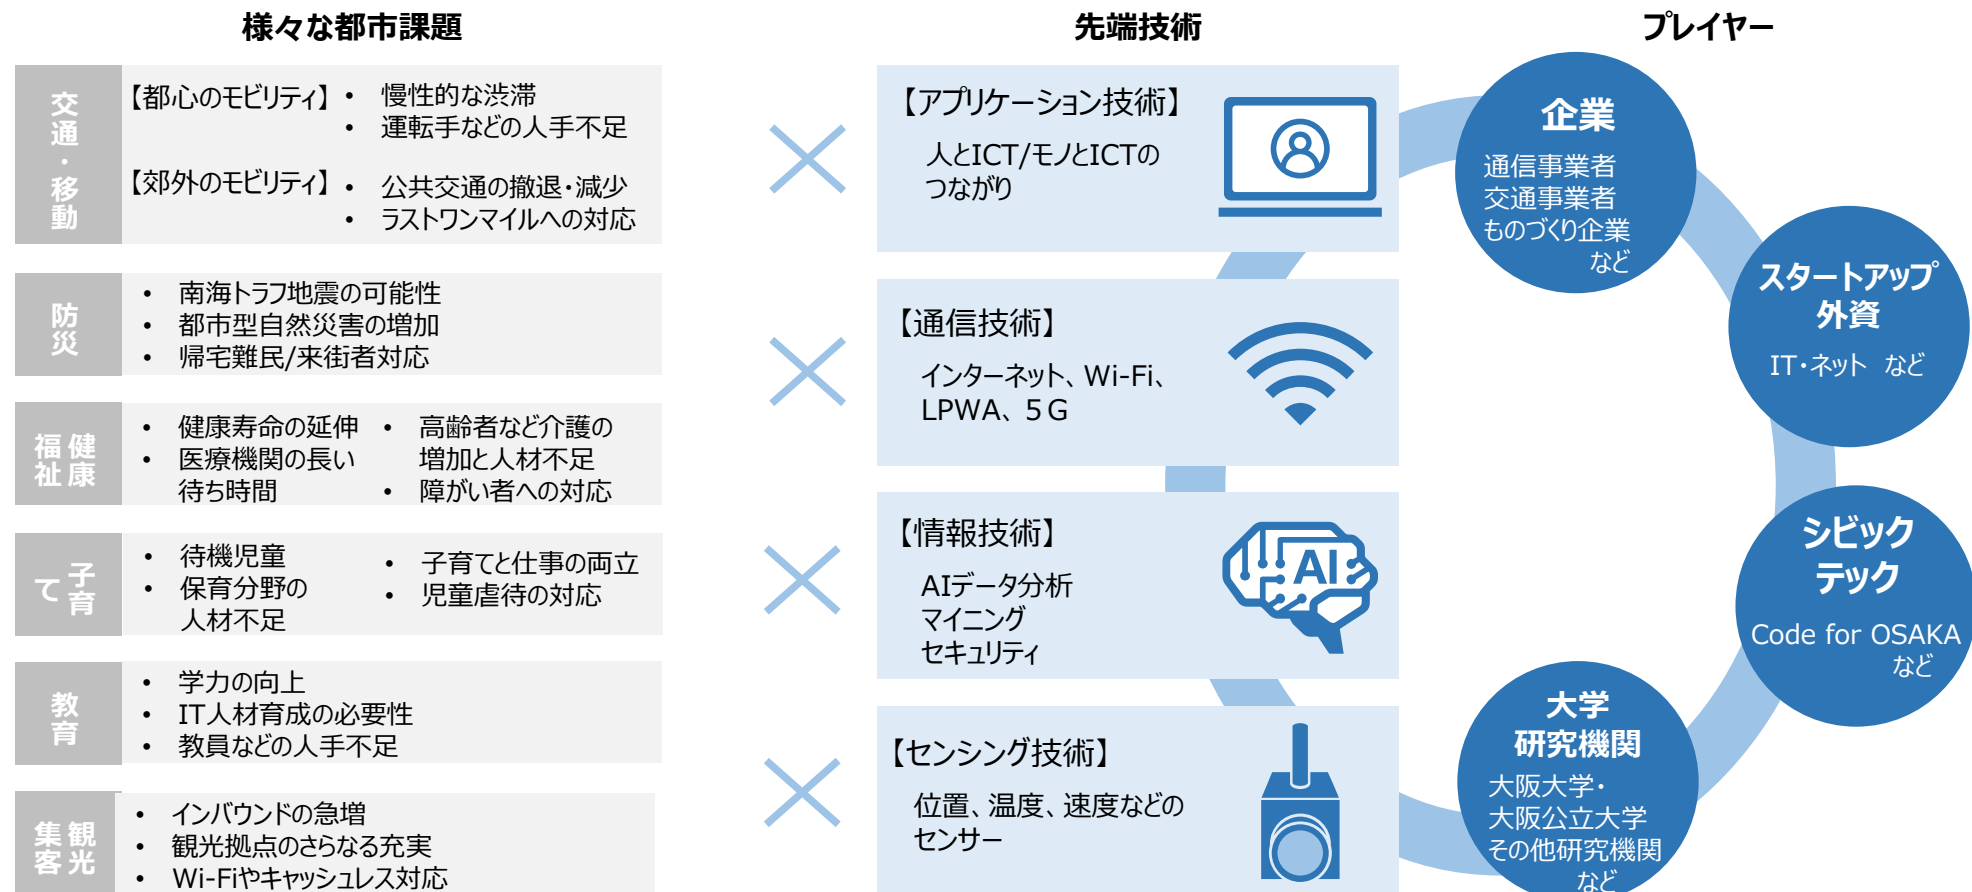 様々な都市課題
交通・移動
【都心のモビリティ】
• 慢性的な渋滞
• 運転手などの人手不足
【郊外のモビリティ】
• 公共交通の撤退・減少
• ラストワンマイルへの対応
防災
• 南海トラフ地震の可能性
• 都市型自然災害の増加
• 帰宅難民/来街者対応
健康
福祉
• 健康寿命の延伸
• 医療機関の長い
待ち時間
• 高齢者など介護の
増加と人材不足
• 障がい者への対応
子育
て
• 待機児童
• 保育分野の
人材不足
• 子育てと仕事の両立
• 児童虐待の対応
教育
• 学力の向上
• IT人材育成の必要性
• 教員などの人手不足
観光
集客
• インバウンドの急増
• 観光拠点のさらなる充実
• Wi-Fiやキャッシュレス対応
先端技術
【アプリケーション技術】
人とICT/モノとICTの
つながり
【通信技術】
インターネット、Wi-Fi、
LPWA、５G
【情報技術】
AIデータ分析
マイニング
セキュリティ
AI
【センシング技術】
位置、温度、速度などの
センサー
プレイヤー
企業
通信事業者
交通事業者
ものづくり企業
など
スタートアップ
外資
IT・ネット など
シビック
テック
Code for OSAKA
など
大学
研究機関
大阪大学・
大阪公立大学
その他研究機関
など